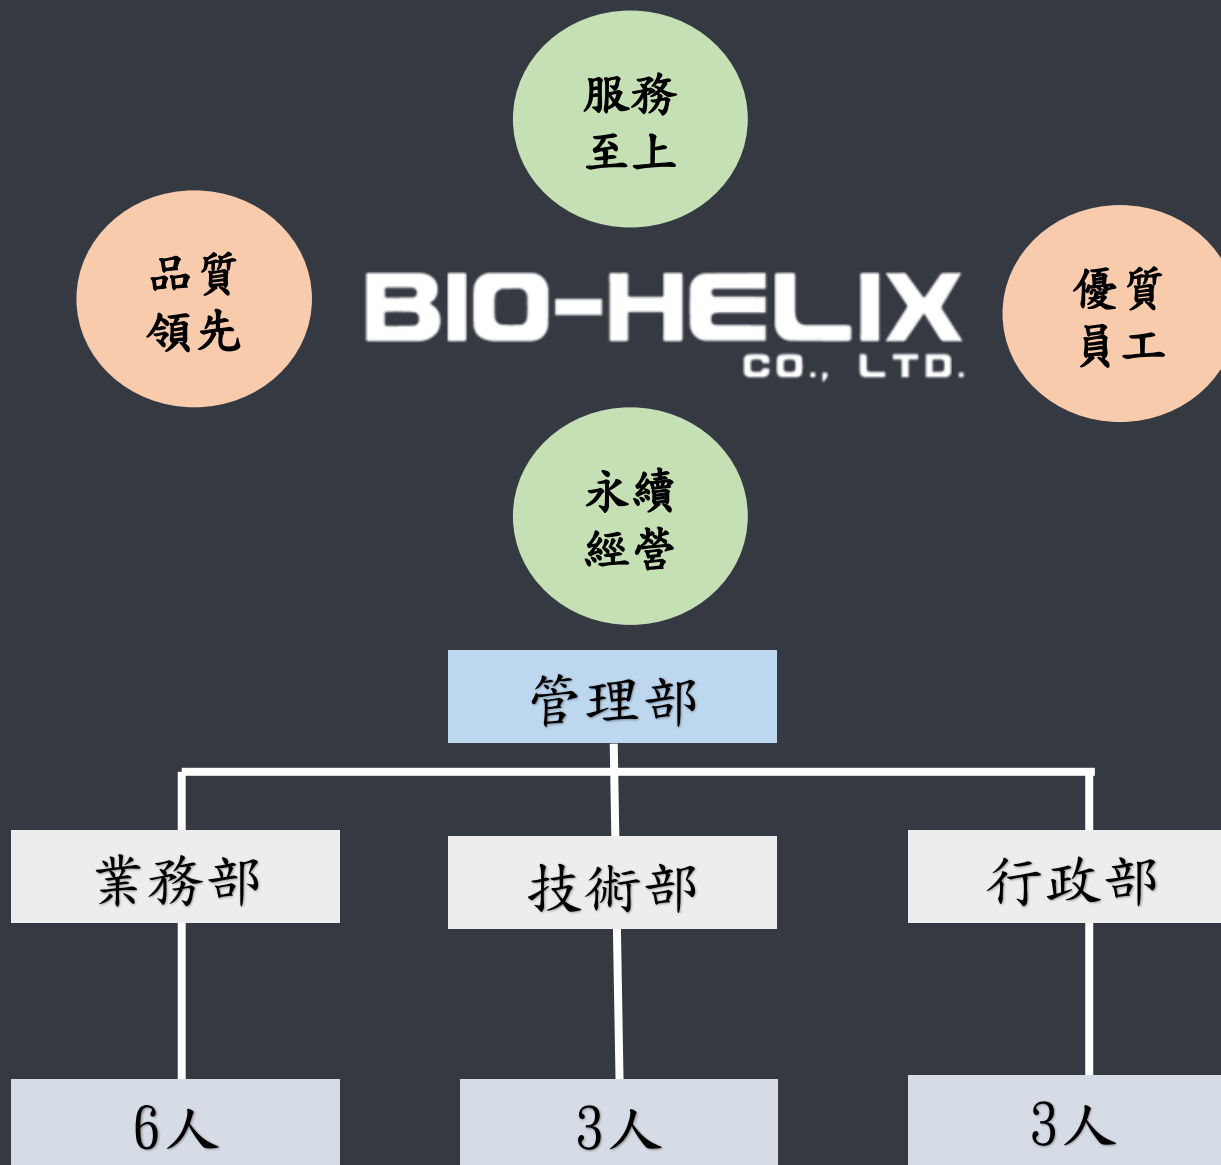 服務
至上
品質
領先
BIO-HELIX
CO., LTD.
優質
員工
永續
經營
管理部
業務部
技術部
行政部
6人
3人
3人